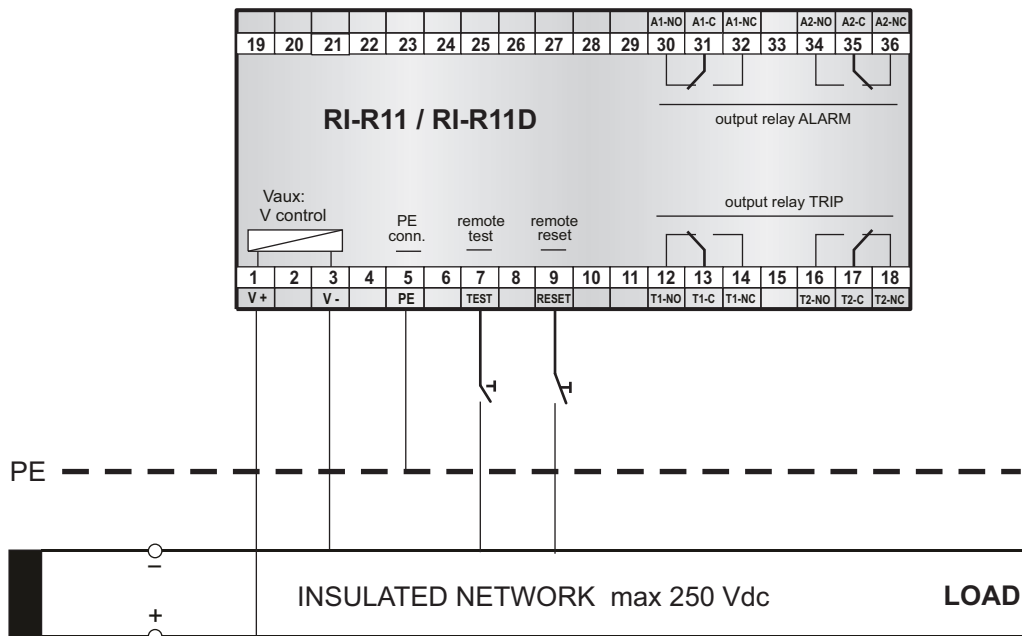 A1-NO A1-C A1-NC A2-NO A2-C A2-NC
19 20 21 22 23 24 25 26 27 28 29 30 31 32 33 34 35 36
RI-R11 / RI-R11D
output relay ALARM
Vaux:
V control
PE
conn.
remote
test
remote
reset
output relay TRIP
1 2 3 4 5 6 7 8 9 10 11 12 13 14 15 16 17 18
V + V - PE TEST RESET T1-NO T1-C T1-NC T2-NO T2-C T2-NC
PE
−
+
INSULATED NETWORK max 250 Vdc
LOAD